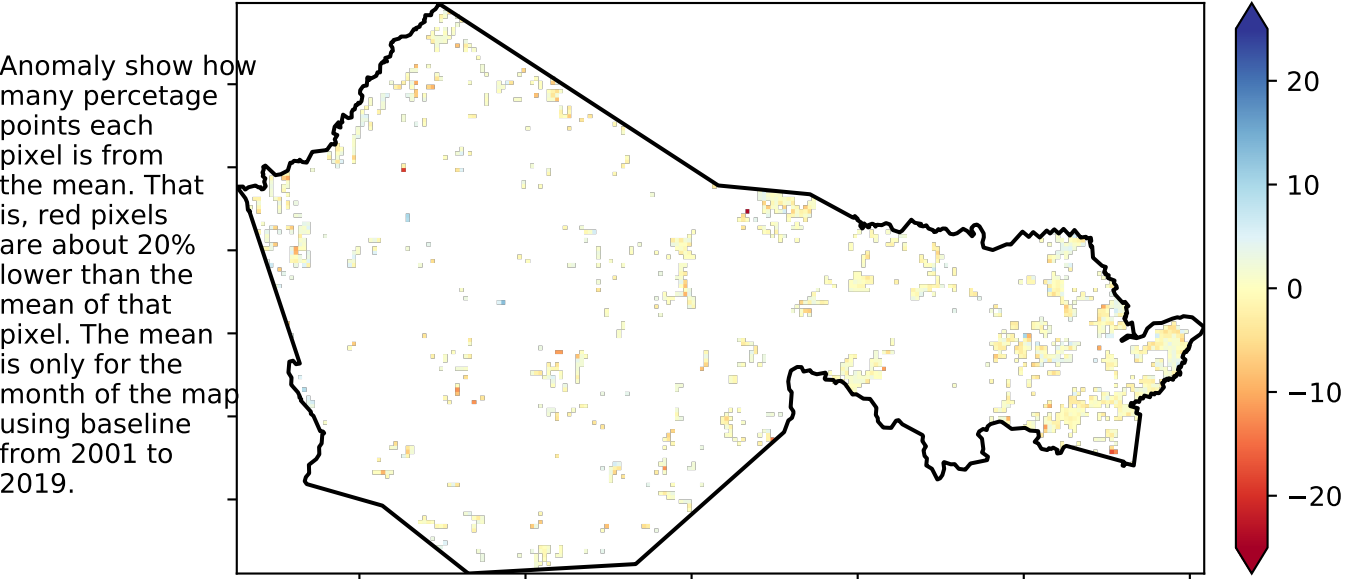 Anomaly show how
many percetage
points each
pixel is from
the mean. That
is, red pixels
are about 20%
lower than the
mean of that
pixel. The mean
is only for the
month of the map
using baseline
from 2001 to
2019.
20
10
0
−10
−20